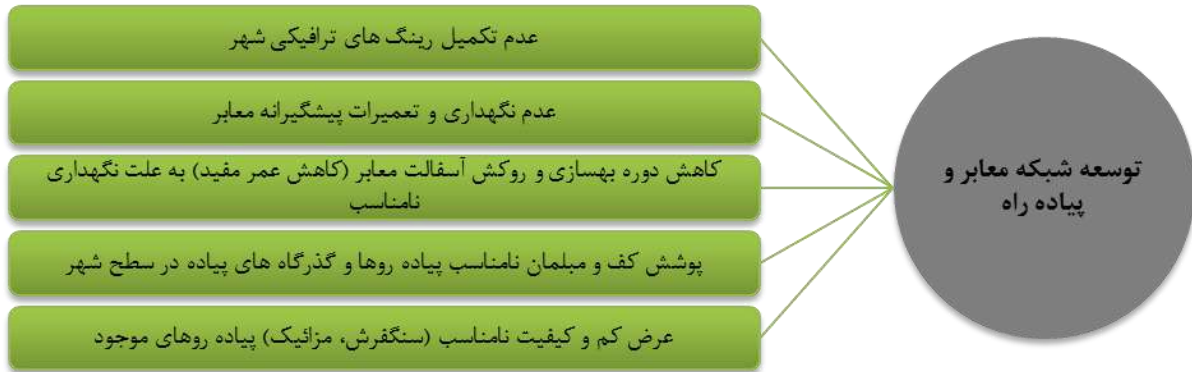 عدم تکمیل رینگ های ترافیکی شهر
عدم نگهداری و تعمیرات پیشگیرانه معابر
کاهش دوره بهسازی و روکش آسفالت معابر (کاهش عمر مفید) به علت نگهداری
نامناسب
پوشش کف و مبلمان نامناسب پیاده روها و گذرگاه های پیاده در سطح شهر
عرض کم و کیفیت نامناسب (سنگفرش، مزائیک) پیاده روهای موجود
توسعه شبکه معابر و
پیاده راه